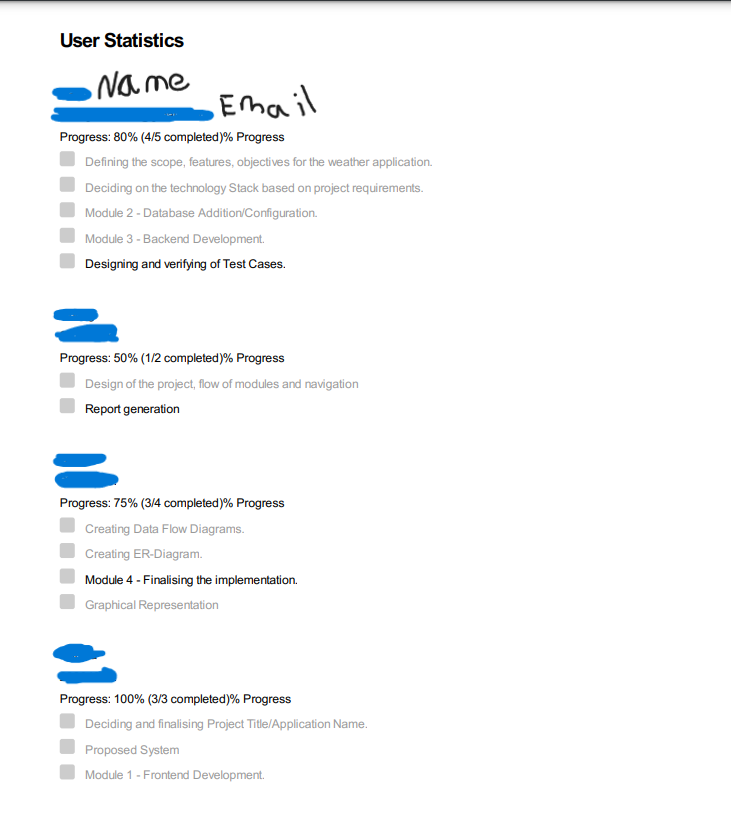 User Statistics
Name
Email
Progress: 80% (4/5 completed)% Progress
Defining the scope, features, objectives for the weather application.
Deciding on the technology Stack based on project requirements.
Module 2 - Database Addition/Configuration.
Module 3 - Backend Development.
Designing and verifying of Test Cases.
Progress: 50% (1/2 completed)% Progress
Design of the project, flow of modules and navigation
Report generation
Progress: 75% (3/4 completed)% Progress
Creating Data Flow Diagrams.
Creating ER-Diagram.
Module 4 - Finalising the implementation.
Graphical Representation
Progress: 100% (3/3 completed)% Progress
Deciding and finalising Project Title/Application Name.
Proposed System
Module 1 - Frontend Development.